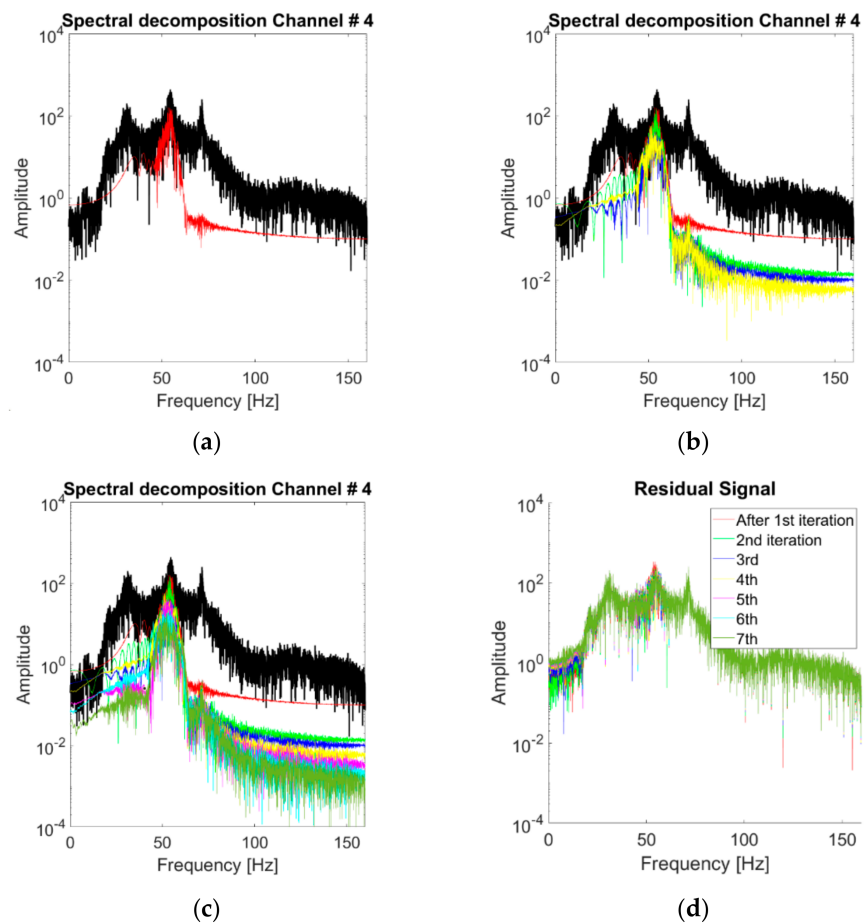 Spectral decomposition Channel # 4
10^4
10^2
10^0
10^-2
10^-4
Amplitude
0 50 100 150
Frequency [Hz]
(a)
Spectral decomposition Channel # 4
10^4
10^2
10^0
10^-2
10^-4
Amplitude
0 50 100 150
Frequency [Hz]
(b)
Spectral decomposition Channel # 4
10^4
10^2
10^0
10^-2
10^-4
Amplitude
0 50 100 150
Frequency [Hz]
(c)
Residual Signal
10^4
10^2
10^0
10^-2
10^-4
Amplitude
After 1st iteration
2nd iteration
3rd
4th
5th
6th
7th
0 50 100 150
Frequency [Hz]
(d)